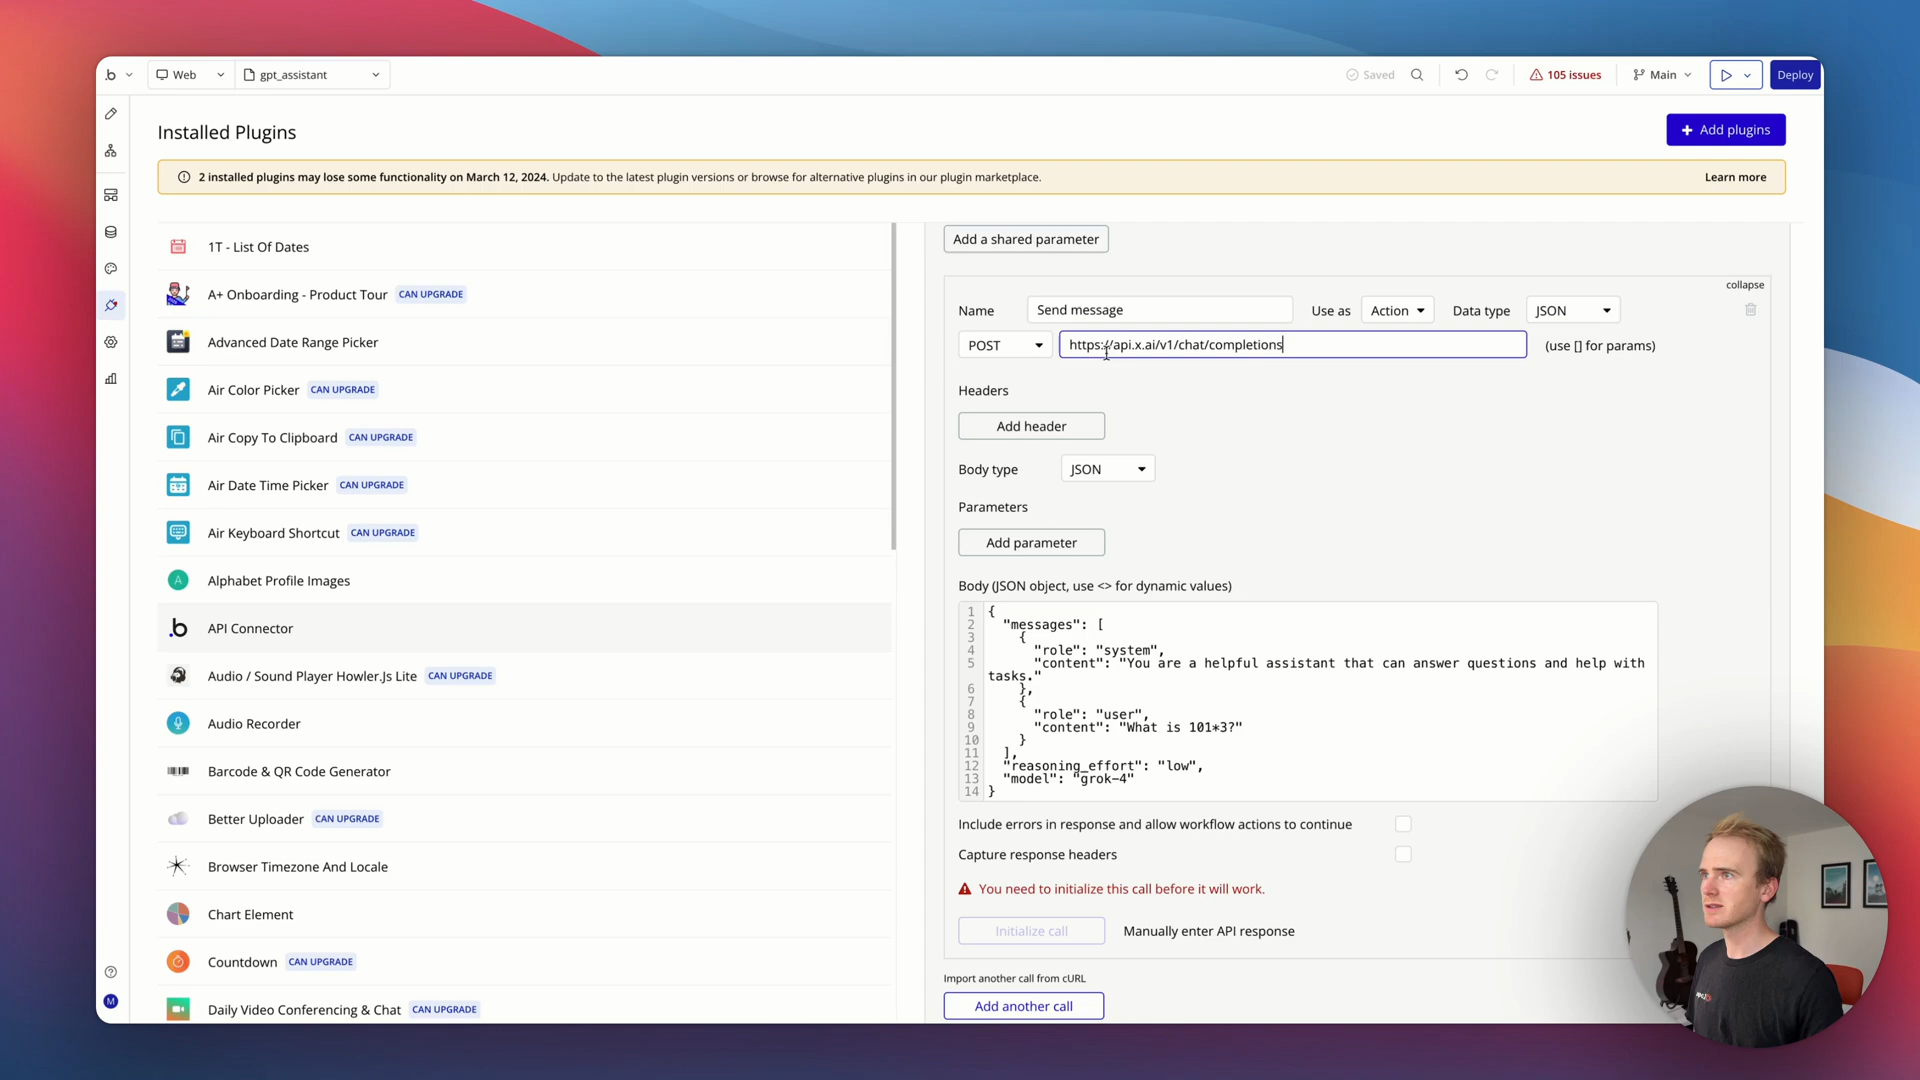 Web
gpt_assistant
Saved
105 issues
Main
Deploy
Installed Plugins
Add plugins
2 installed plugins may lose some functionality on March 12, 2024. Update to the latest plugin versions or browse for alternative plugins in our plugin marketplace.
Learn more
1T - List Of Dates
A+ Onboarding - Product Tour CAN UPGRADE
Advanced Date Range Picker
Air Color Picker CAN UPGRADE
Air Copy To Clipboard CAN UPGRADE
Air Date Time Picker CAN UPGRADE
Air Keyboard Shortcut CAN UPGRADE
A Alphabet Profile Images
.b API Connector
Audio / Sound Player Howler.Js Lite CAN UPGRADE
Audio Recorder
Barcode & QR Code Generator
Better Uploader CAN UPGRADE
Browser Timezone And Locale
Chart Element
Countdown CAN UPGRADE
Daily Video Conferencing & Chat CAN UPGRADE
M
Add a shared parameter
collapse
Name Send message Use as Action Data type JSON
POST https://api.x.ai/v1/chat/completions (use [] for params)
Headers
Add header
Body type JSON
Parameters
Add parameter
Body (JSON object, use <> for dynamic values)
1 {
2 "messages": [
3 {
4 "role": "system",
5 "content": "You are a helpful assistant that can answer questions and help with
tasks."
6 },
7 {
8 "role": "user",
9 "content": "What is 101*3?"
10 }
11 ],
12 "reasoning_effort": "low",
13 "model": "grok-4"
14 }
Include errors in response and allow workflow actions to continue
Capture response headers
You need to initialize this call before it will work.
Initialize call Manually enter API response
Import another call from cURL
Add another call